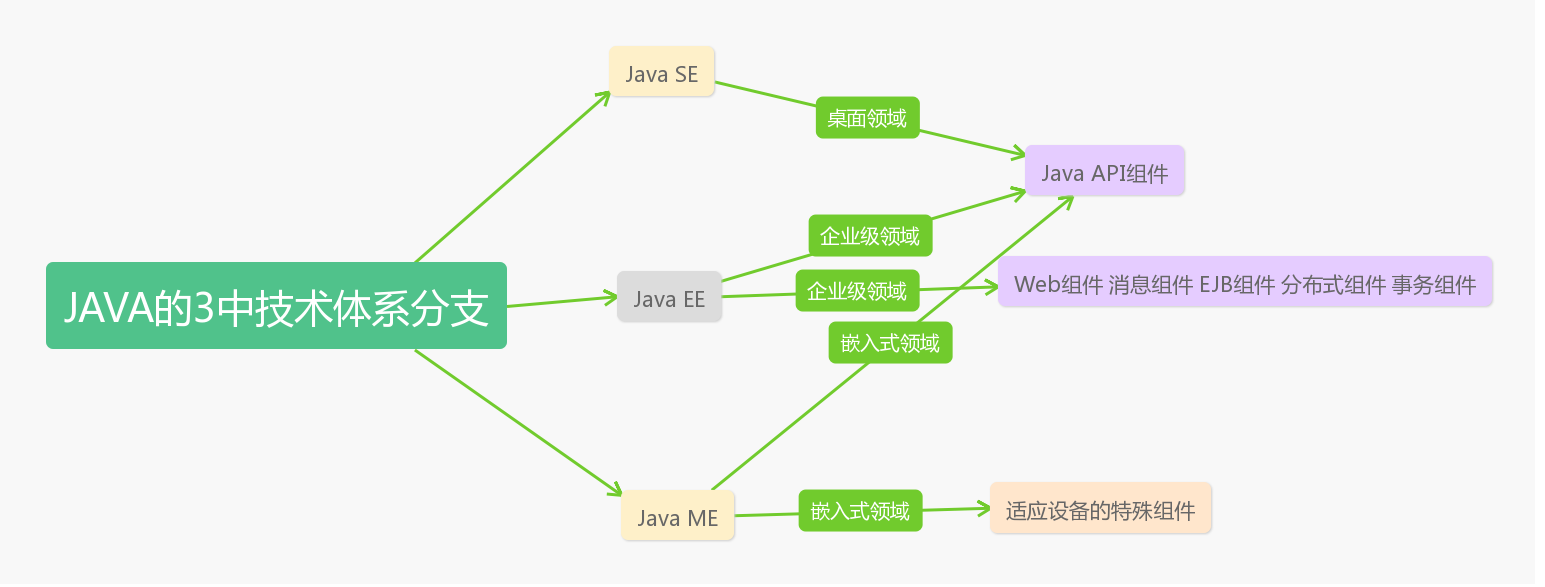 Java SE
桌面领域
Java API组件
企业级领域
JAVA的3中技术体系分支
Java EE
企业级领域
Web组件 消息组件 EJB组件 分布式组件 事务组件
嵌入式领域
Java ME
嵌入式领域
适应设备的特殊组件